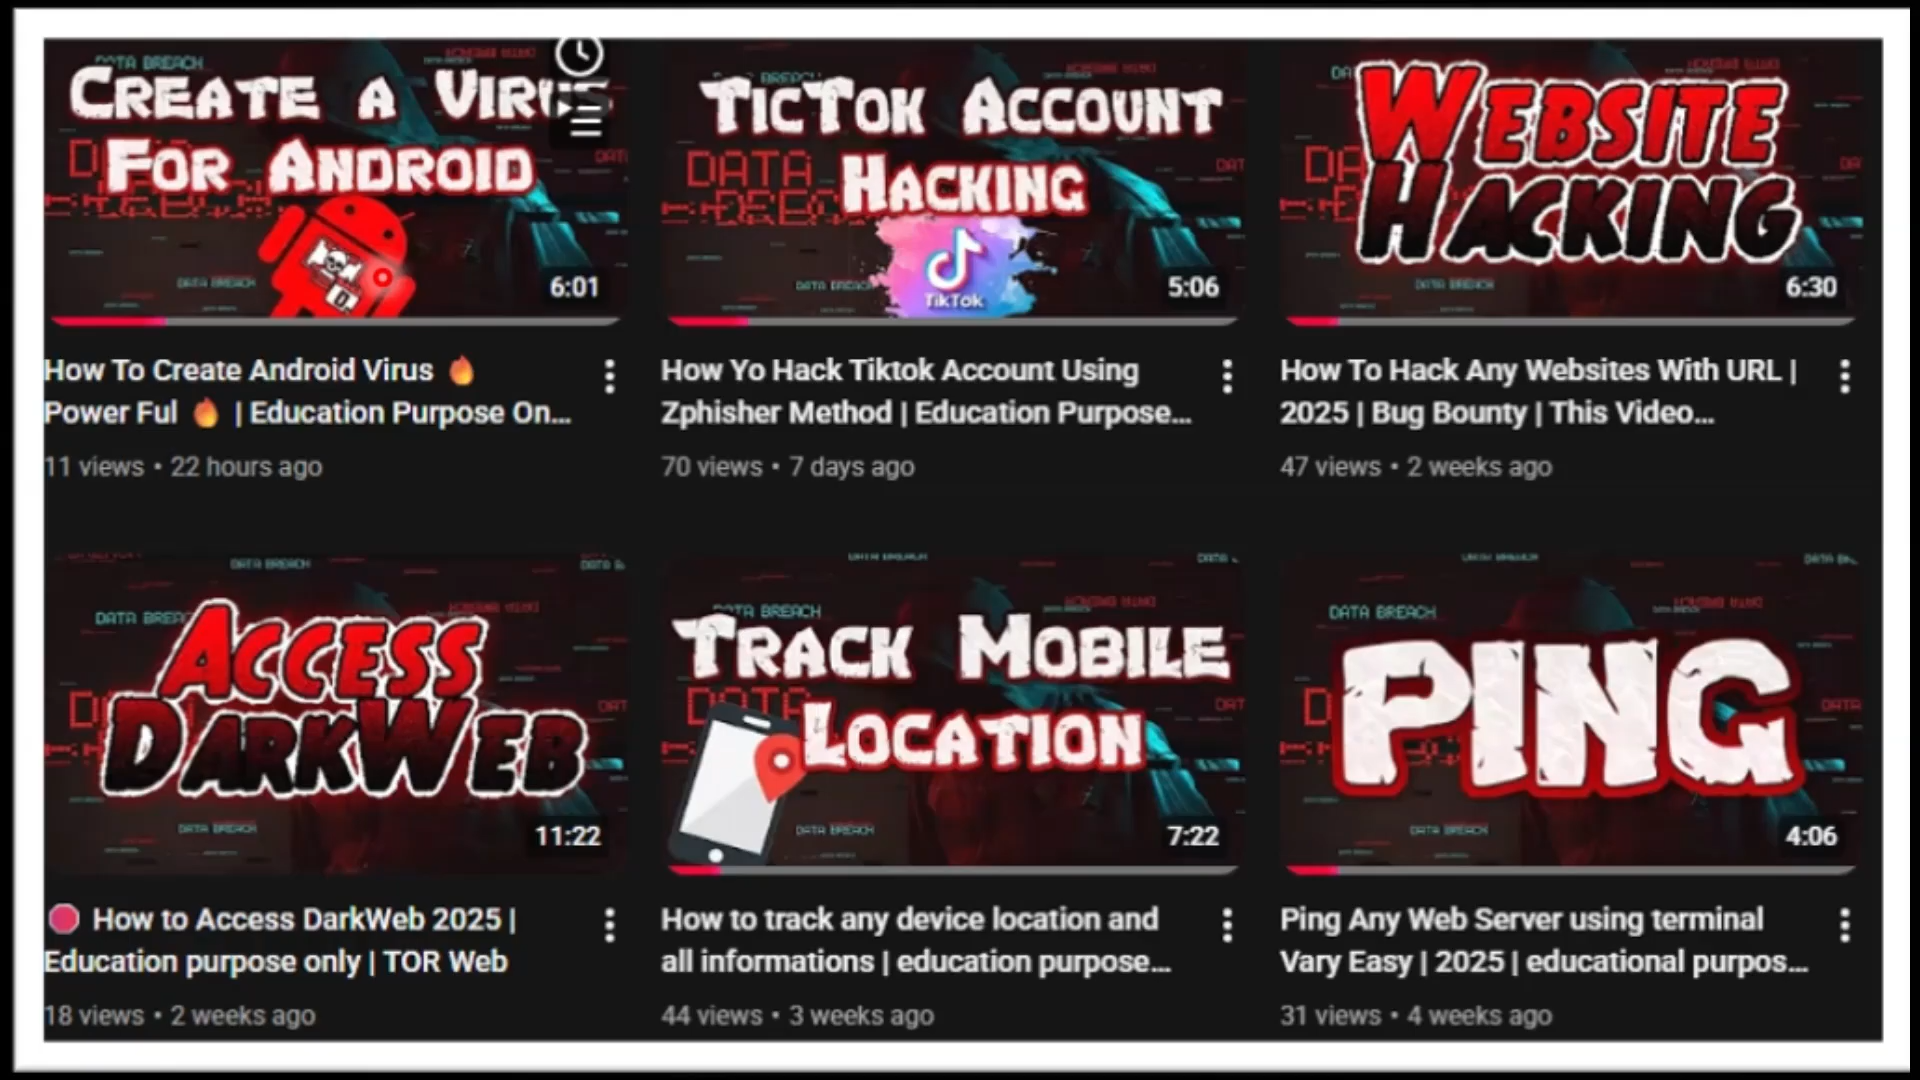 CREATE A VIRUS
FOR ANDROID
6:01
How To Create Android Virus 🔥
Power Ful 🔥 | Education Purpose On...
11 views • 22 hours ago
DATA BREACH
TICTOK ACCOUNT
HACKING
TikTok
5:06
How Yo Hack Tiktok Account Using
Zphisher Method | Education Purpose...
70 views • 7 days ago
WEBSITE
HACKING
6:30
How To Hack Any Websites With URL |
2025 | Bug Bounty | This Video...
47 views • 2 weeks ago
DATA BREACH
ACCESS
DARKWEB
11:22
How to Access DarkWeb 2025 |
Education purpose only | TOR Web
18 views • 2 weeks ago
DATA BREACH
TRACK MOBILE
LOCATION
7:22
How to track any device location and
all informations | education purpose...
44 views • 3 weeks ago
DATA BREACH
PING
4:06
Ping Any Web Server using terminal
Vary Easy | 2025 | educational purpos...
31 views • 4 weeks ago